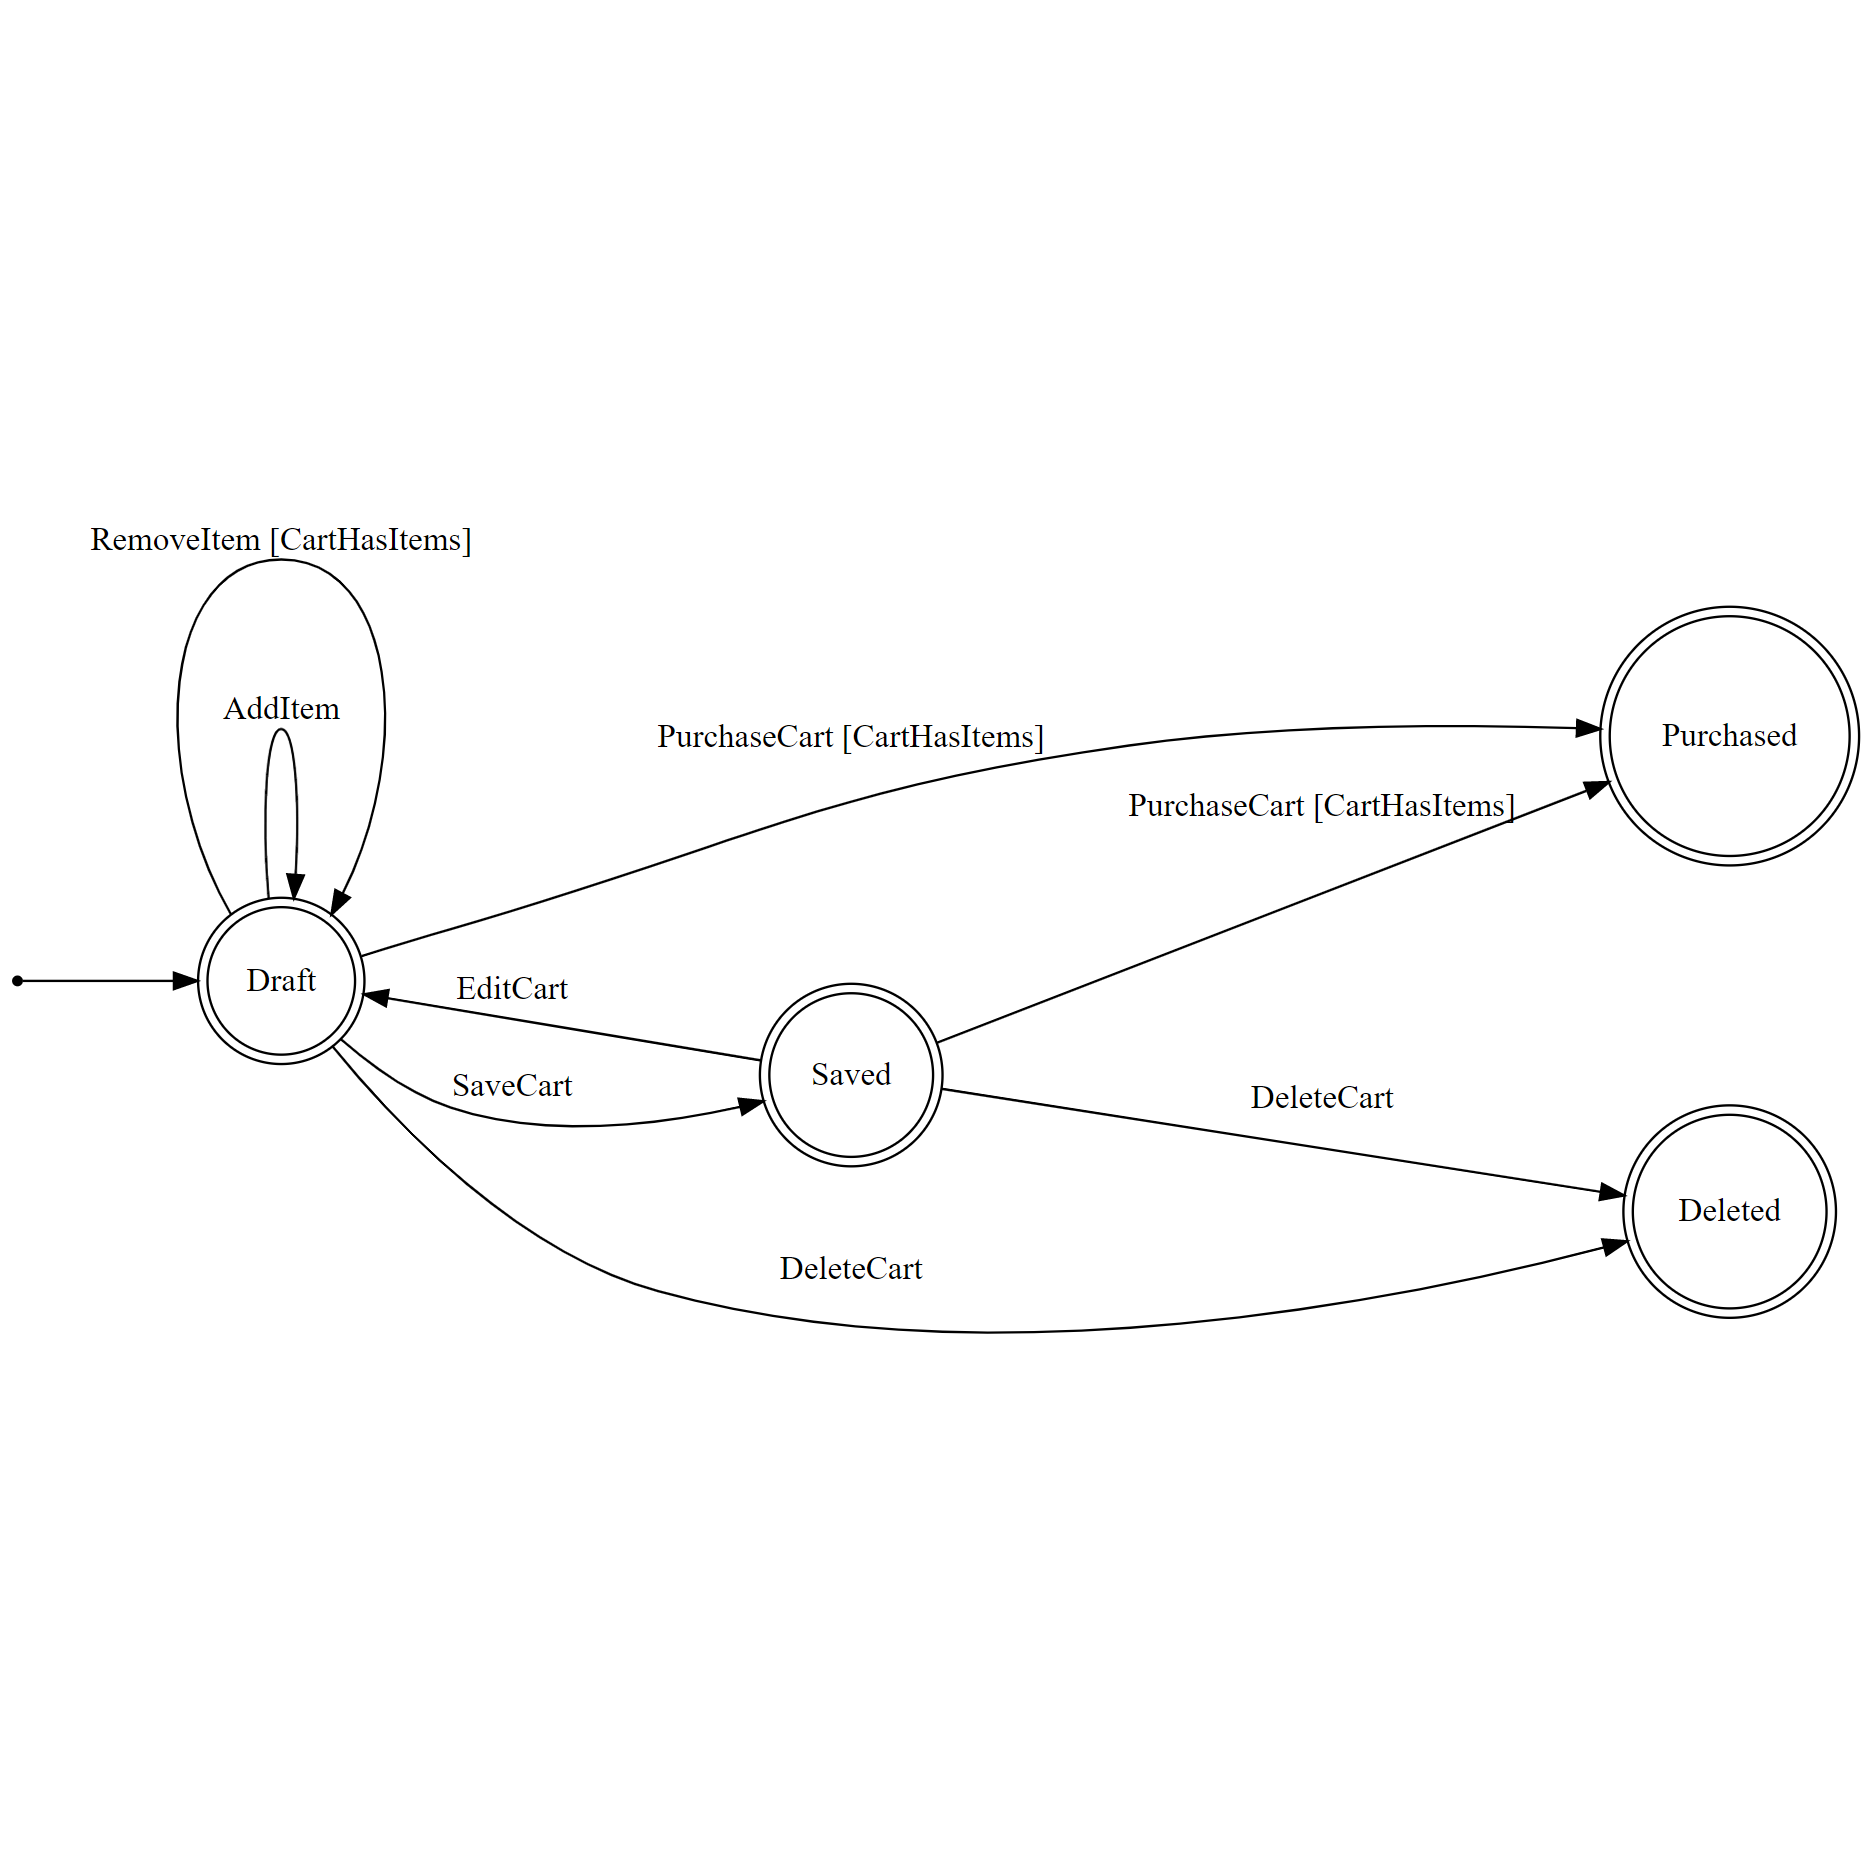 RemoveItem [CartHasItems]
AddItem
PurchaseCart [CartHasItems]
Purchased
PurchaseCart [CartHasItems]
Draft
EditCart
Saved
SaveCart
DeleteCart
Deleted
DeleteCart